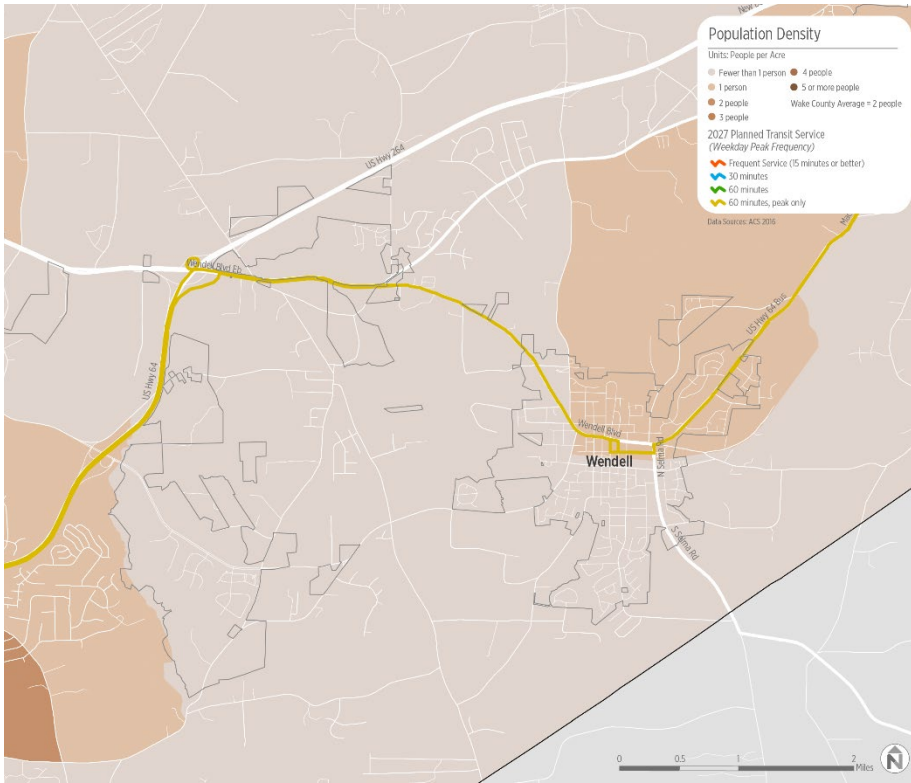 Population Density
Units: People per Acre
Fewer than 1 person
1 person
2 people
3 people
4 people
5 or more people
Wake County Average = 2 people
2027 Planned Transit Service
(Weekday Peak Frequency)
Frequent Service (15 minutes or better)
30 minutes
60 minutes
60 minutes, peak only
Data Sources: ACS 2016
US Hwy 264
Wendell Blvd Eb
US Hwy 64
US Hwy 64 Bus
Wendell Blvd
Wendell
N Selma Rd
S Selma Rd
0 0.5 1 2
Miles
N